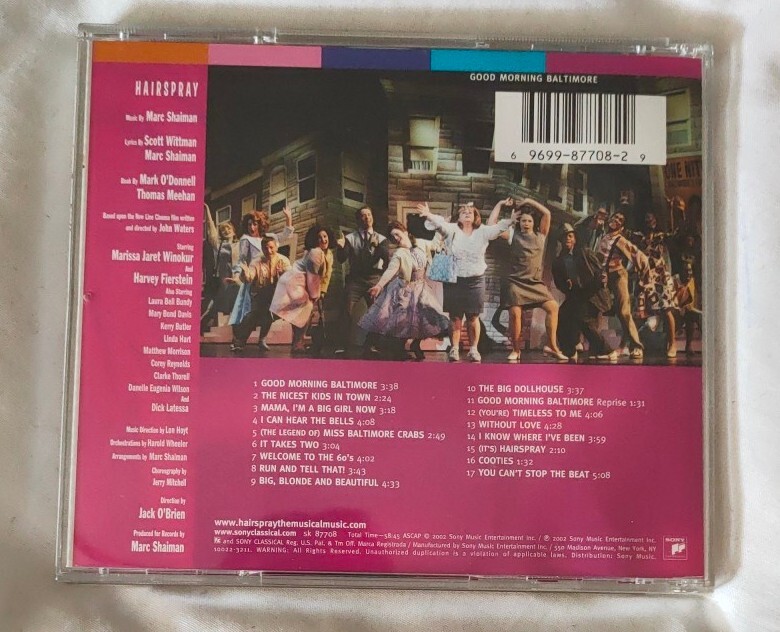 GOOD MORNING BALTIMORE
6 9699-87708-2 9
HAIRSPRAY
Music By Marc Shaiman
Lyrics By Scott Wittman
Marc Shaiman
Book By Mark O'Donnell
Thomas Meehan
Based upon the New Line Cinema film written
and directed by John Waters
Starring
Marissa Jaret Winokur
And
Harvey Fierstein
Also Starring
Laura Bell Bundy
Mary Bond Davis
Kerry Butler
Linda Hart
Matthew Morrison
Corey Reynolds
Clarke Thorell
Danelle Eugenia Wilson
And
Dick Latessa
Music Direction by Lon Hoyt
Orchestrations by Harold Wheeler
Arrangements by Marc Shaiman
Choreography by
Jerry Mitchell
Direction by
Jack O'Brien
Produced for Records by
Marc Shaiman
1 GOOD MORNING BALTIMORE 3:38
2 THE NICEST KIDS IN TOWN 2:24
3 MAMA, I'M A BIG GIRL NOW 3:18
4 I CAN HEAR THE BELLS 4:08
5 (THE LEGEND OF) MISS BALTIMORE CRABS 2:49
6 IT TAKES TWO 3:04
7 WELCOME TO THE 60's 4:02
8 RUN AND TELL THAT! 3:43
9 BIG, BLONDE AND BEAUTIFUL 4:33
10 THE BIG DOLLHOUSE 3:37
11 GOOD MORNING BALTIMORE Reprise 1:31
12 (YOU'RE) TIMELESS TO ME 4:06
13 WITHOUT LOVE 4:28
14 I KNOW WHERE I'VE BEEN 3:59
15 (IT'S) HAIRSPRAY 2:10
16 COOTIES 1:32
17 YOU CAN'T STOP THE BEAT 5:08
www.hairspraythemusicalmusic.com
www.sonyclassical.com sk 87708 Total Time—58:45 ASCAP © 2002 Sony Music Entertainment Inc. / ℗ 2002 Sony Music Entertainment Inc.
and SONY CLASSICAL Reg. U.S. Pat. & Tm Off. Marca Registrada / Manufactured by Sony Music Entertainment Inc. / 550 Madison Avenue, New York, NY
10022-3211. WARNING: All Rights Reserved. Unauthorized duplication is a violation of applicable laws. Distribution: Sony Music.
SONY